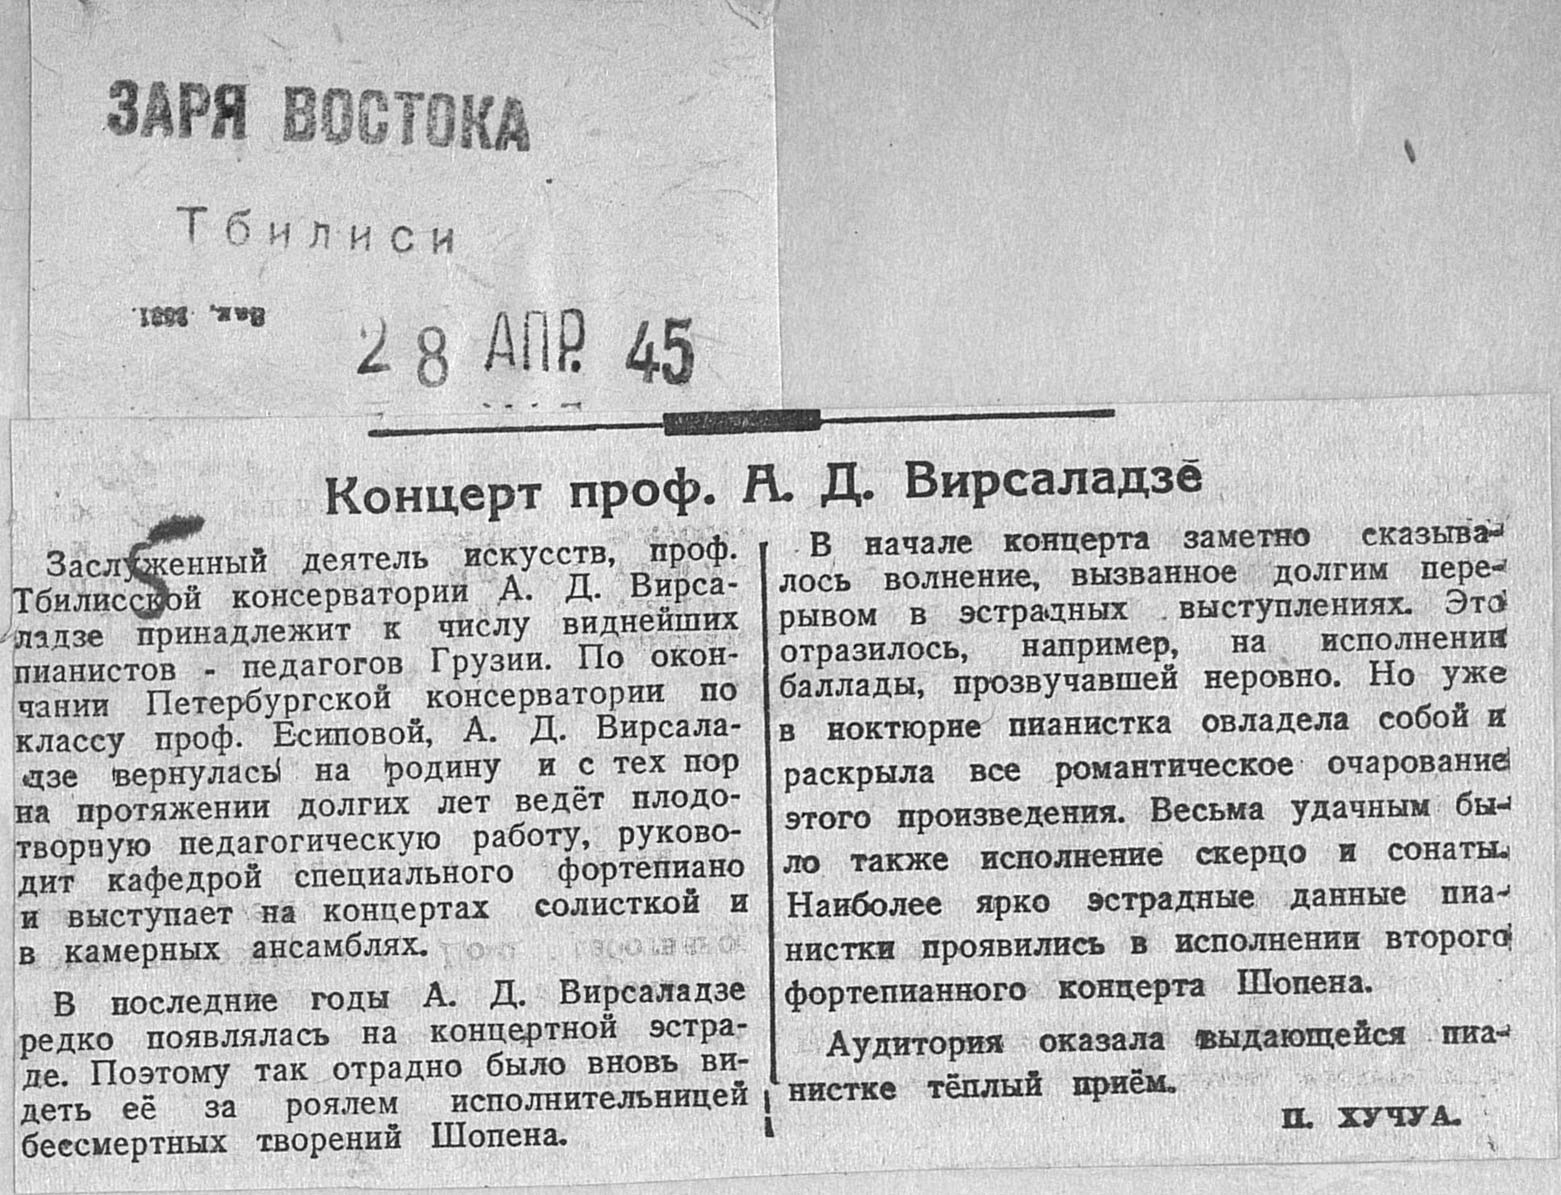 ЗАРЯ ВОСТОКА
Тбилиси
Зак. 2631.
28 АПР. 45
Концерт проф. А. Д. Вирсаладзе
Заслуженный деятель искусств, проф.
Тбилисской консерватории А. Д. Вирса-
ладзе принадлежит к числу виднейших
пианистов - педагогов Грузии. По окон-
чании Петербургской консерватории по
классу проф. Есиповой, А. Д. Вирсала-
дзе вернулась на родину и с тех пор
на протяжении долгих лет ведёт плодо-
творную педагогическую работу, руково-
дит кафедрой специального фортепиано
и выступает на концертах солисткой и
в камерных ансамблях.
В последние годы А. Д. Вирсаладзе
редко появлялась на концертной эстра-
де. Поэтому так отрадно было вновь ви-
деть её за роялем исполнительницей
бессмертных творений Шопена.
В начале концерта заметно сказыва-
лось волнение, вызванное долгим пере-
рывом в эстрадных выступлениях. Это
отразилось, например, на исполнении
баллады, прозвучавшей неровно. Но уже
в ноктюрне пианистка овладела собой и
раскрыла все романтическое очарование
этого произведения. Весьма удачным бы-
ло также исполнение скерцо и сонаты.
Наиболее ярко эстрадные данные пиа-
нистки проявились в исполнении второго
фортепианного концерта Шопена.
Аудитория оказала выдающейся пиа-
нистке тёплый приём.
П. ХУЧУА.